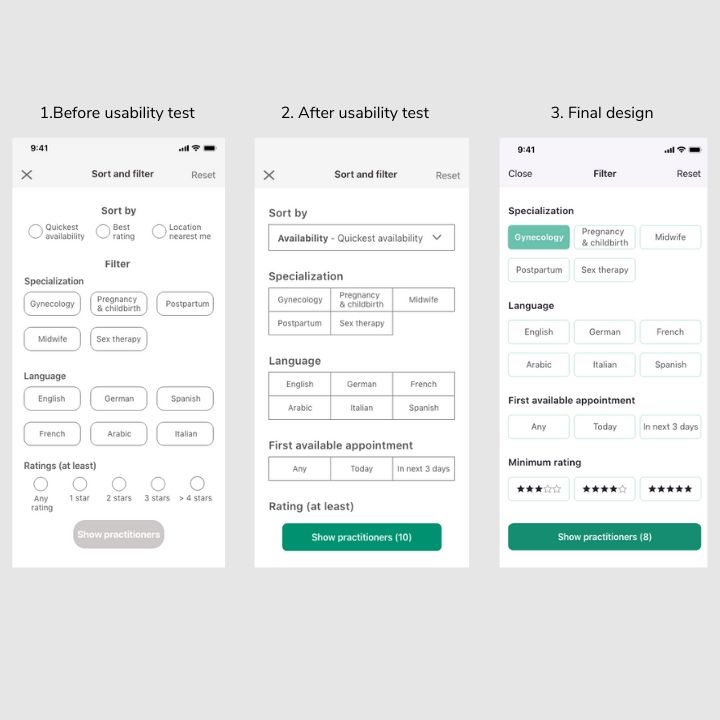 1.Before usability test
9:41
Sort and filter
Reset
Sort by
Quickest
availability
Best
rating
Location
nearest me
Filter
Specialization
Gynecology
Pregnancy
& childbirth
Postpartum
Midwife
Sex therapy
Language
English
German
Spanish
French
Arabic
Italian
Ratings (at least)
Any
rating
1 star
2 stars
3 stars
> 4 stars
Show practitioners
2. After usability test
Sort and filter
Reset
Sort by
Availability - Quickest availability
Specialization
Gynecology
Pregnancy
& childbirth
Midwife
Postpartum
Sex therapy
Language
English
German
French
Arabic
Italian
Spanish
First available appointment
Any
Today
In next 3 days
Rating (at least)
Show practitioners (10)
3. Final design
9:41
Close
Filter
Reset
Specialization
Gynecology
Pregnancy
& childbirth
Midwife
Postpartum
Sex therapy
Language
English
German
French
Arabic
Italian
Spanish
First available appointment
Any
Today
In next 3 days
Minimum rating
Show practitioners (8)